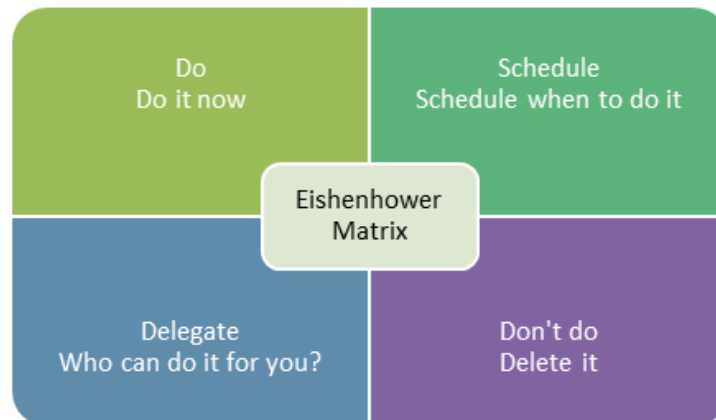 Do
Do it now
Schedule
Schedule when to do it
Eishenhower
Matrix
Delegate
Who can do it for you?
Don't do
Delete it